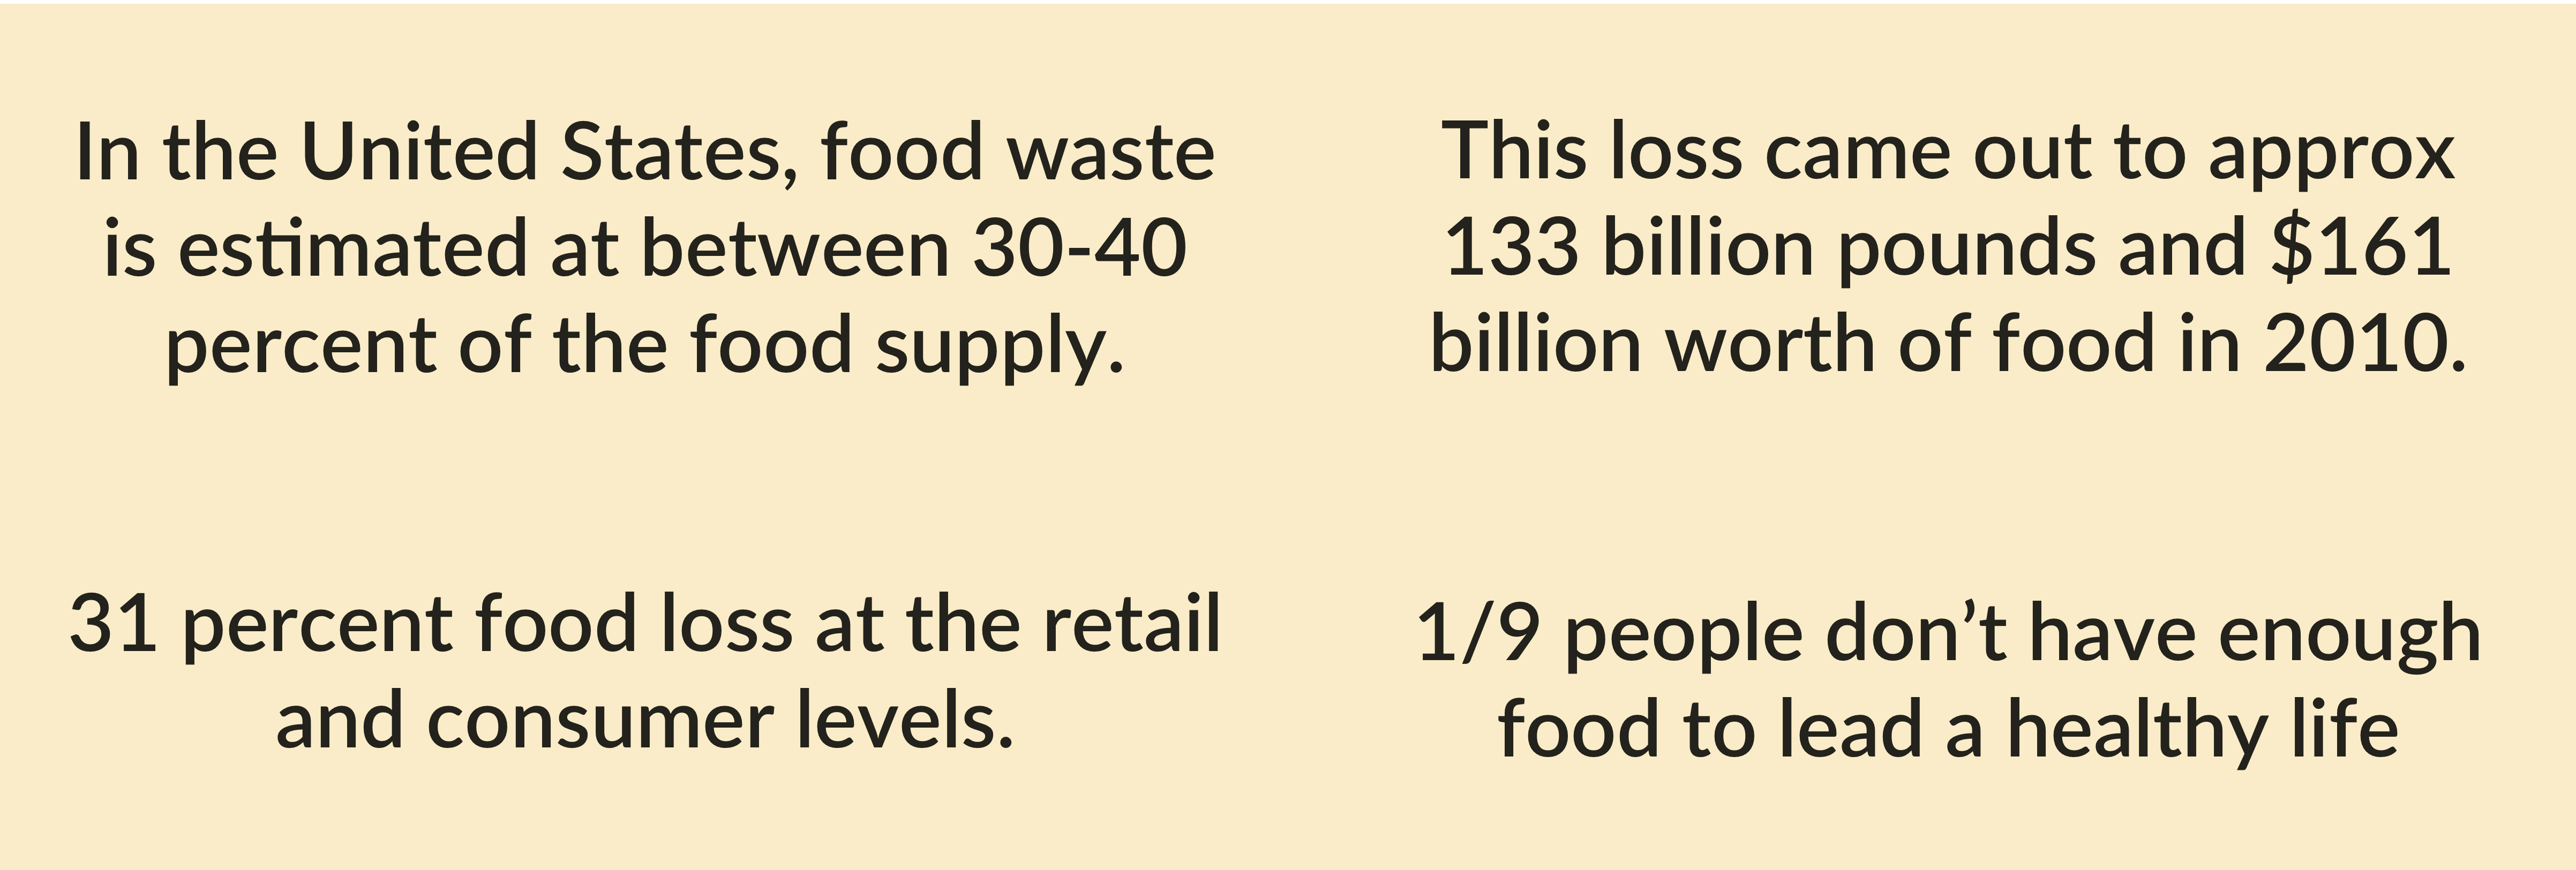 In the United States, food waste
is estimated at between 30-40
percent of the food supply.
This loss came out to approx
133 billion pounds and $161
billion worth of food in 2010.
31 percent food loss at the retail
and consumer levels.
1/9 people don’t have enough
food to lead a healthy life